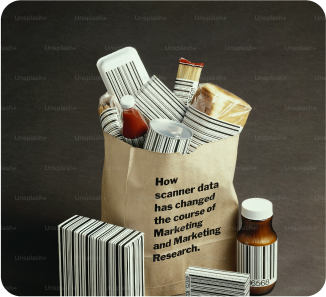 How
scanner data
has changed
the course of
Marketing
and Marketing
Research.